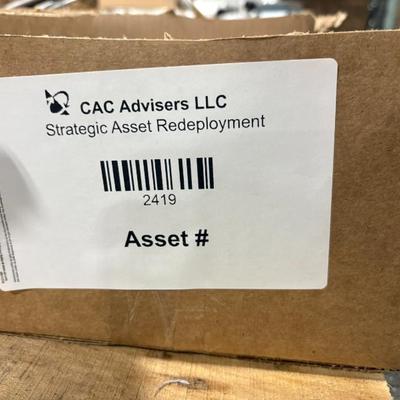 CAC Advisers LLC
Strategic Asset Redeployment
2419
Asset #